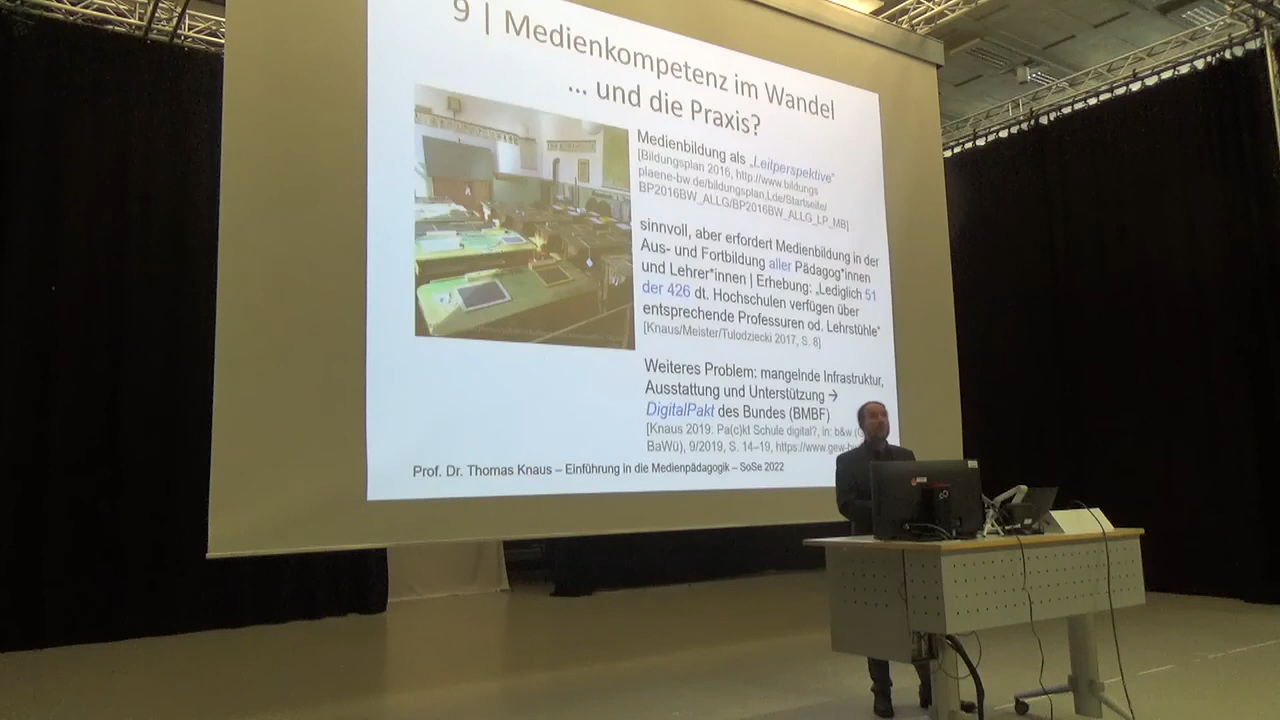 9 | Medienkompetenz im Wandel
... und die Praxis?
Medienbildung als „Leitperspektive“
[Bildungsplan 2016, http://www.bildungs
plaene-bw.de/bildungsplan,Lde/Startseite/
BP2016BW_ALLG/BP2016BW_ALLG_LP_MB]
sinnvoll, aber erfordert Medienbildung in der
Aus- und Fortbildung aller Pädagog*innen
und Lehrer*innen | Erhebung: „Lediglich 51
der 426 dt. Hochschulen verfügen über
entsprechende Professuren od. Lehrstühle“
[Knaus/Meister/Tulodziecki 2017, S. 8]
Weiteres Problem: mangelnde Infrastruktur,
Ausstattung und Unterstützung →
DigitalPakt des Bundes (BMBF)
[Knaus 2019: Pa(c)kt Schule digital?, in: b&w
BaWü), 9/2019, S. 14–19, https://www.gew-
Prof. Dr. Thomas Knaus – Einführung in die Medienpädagogik – SoSe 2022